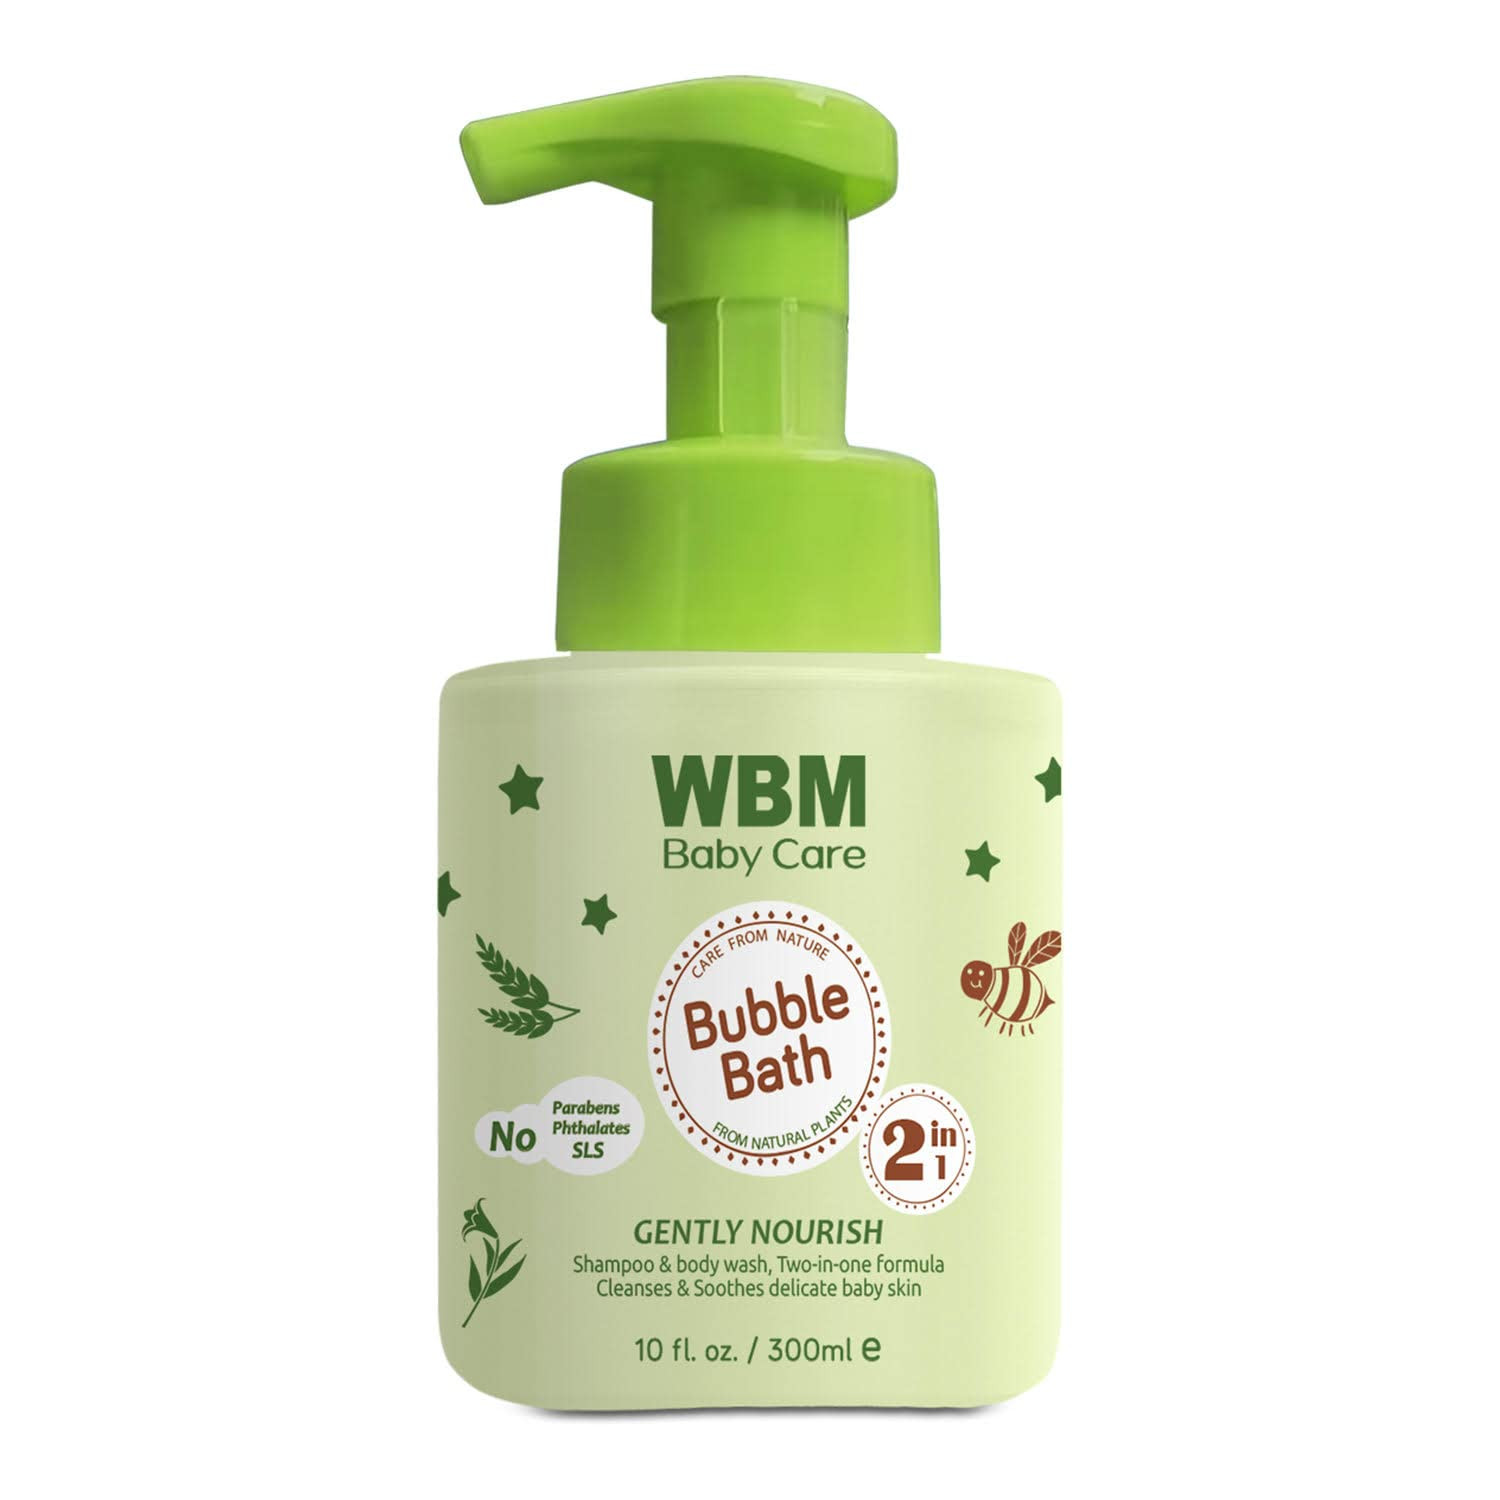 WBM
Baby Care
CARE FROM NATURE
Bubble
Bath
FROM NATURAL PLANTS
2 in 1
No
Parabens
Phthalates
SLS
GENTLY NOURISH
Shampoo & body wash, Two-in-one formula
Cleanses & Soothes delicate baby skin
10 fl. oz. / 300ml e